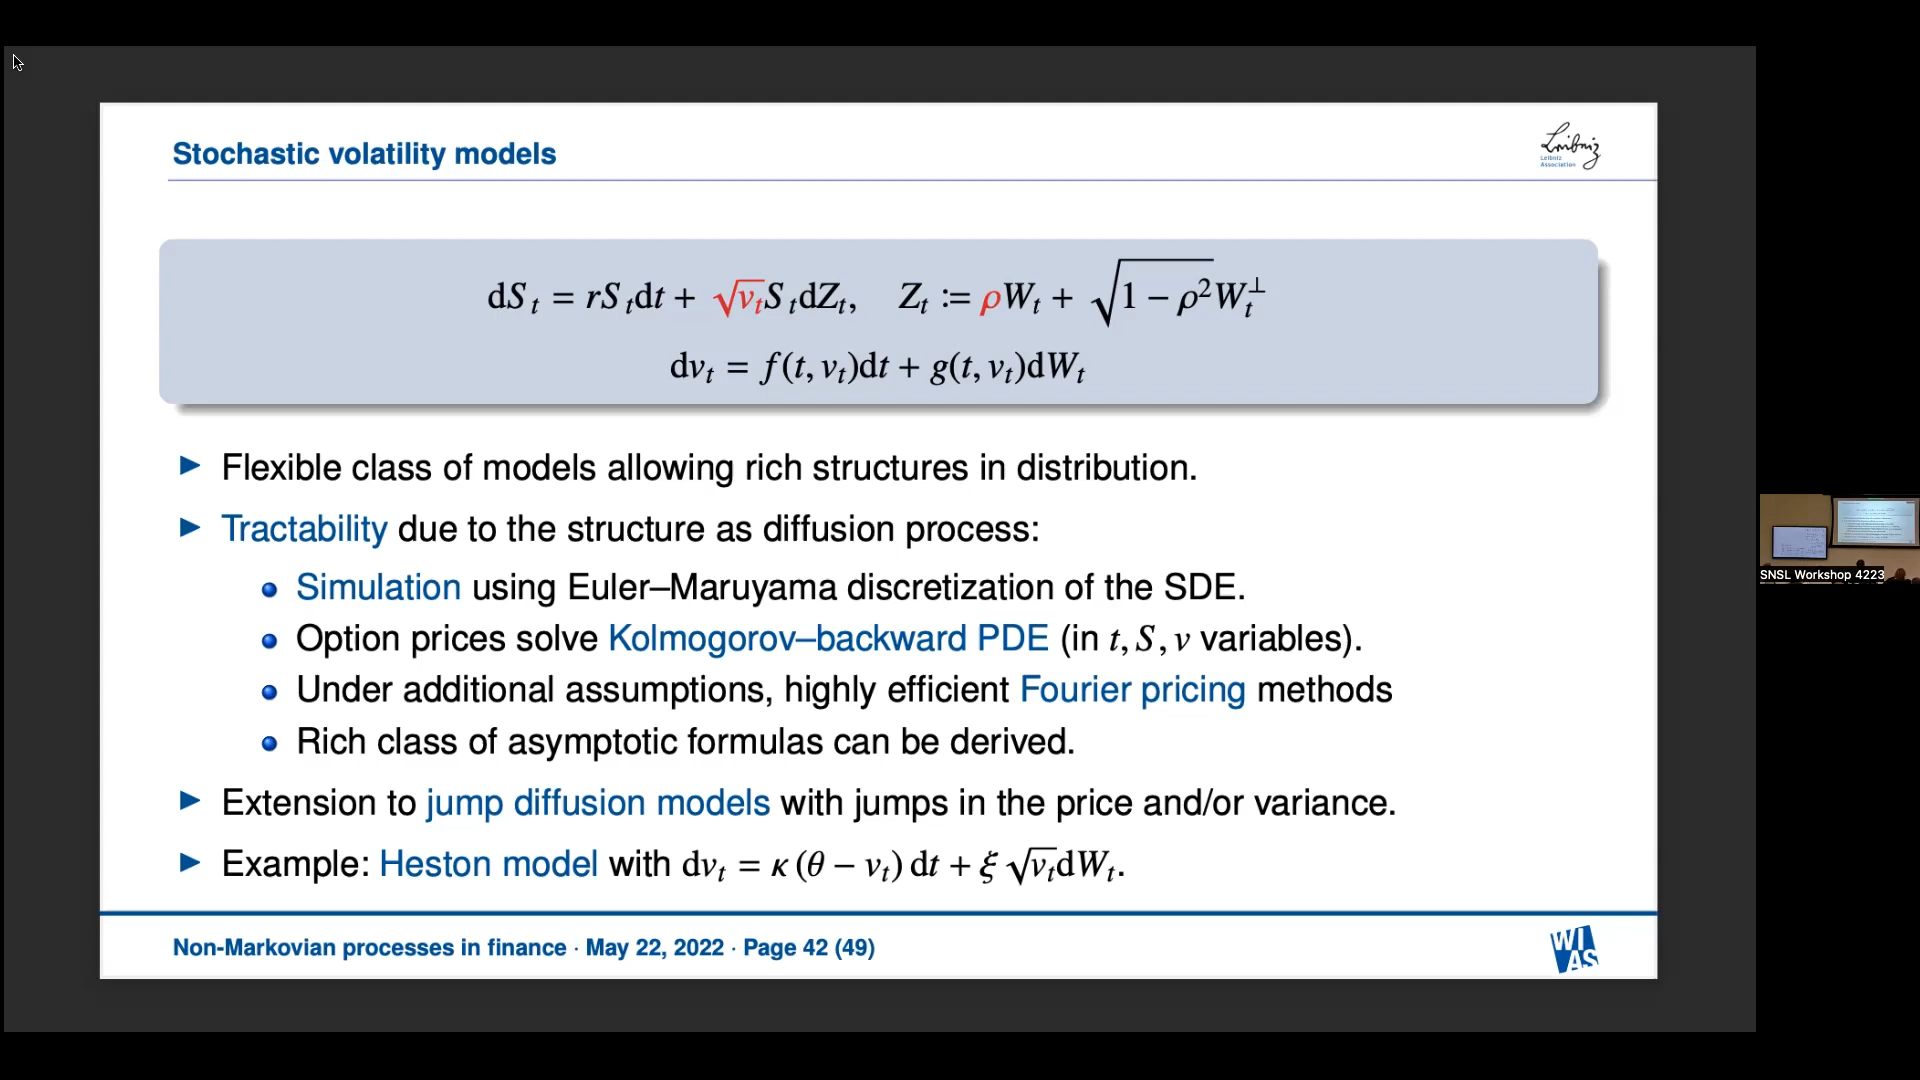 Stochastic volatility models
Leibniz
Leibniz
Association
dS_t = rS_t dt + √v_t S_t dZ_t, Z_t := ρW_t + √(1 − ρ²) W_t^⊥
dv_t = f(t, v_t)dt + g(t, v_t)dW_t
Flexible class of models allowing rich structures in distribution.
Tractability due to the structure as diffusion process:
Simulation using Euler–Maruyama discretization of the SDE.
Option prices solve Kolmogorov–backward PDE (in t, S, v variables).
Under additional assumptions, highly efficient Fourier pricing methods
Rich class of asymptotic formulas can be derived.
Extension to jump diffusion models with jumps in the price and/or variance.
Example: Heston model with dv_t = κ (θ − v_t) dt + ξ √v_t dW_t.
Non-Markovian processes in finance · May 22, 2022 · Page 42 (49)
WI
AS
SNSL Workshop 4223